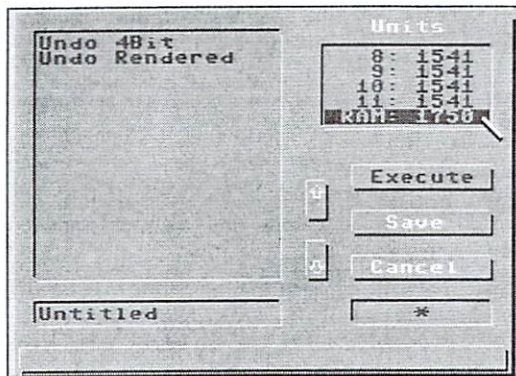 Units
Undo 4Bit
Undo Rendered
8: 1541
9: 1541
10: 1541
11: 1541
RAM: 1750
Execute
Save
Cancel
Untitled
*